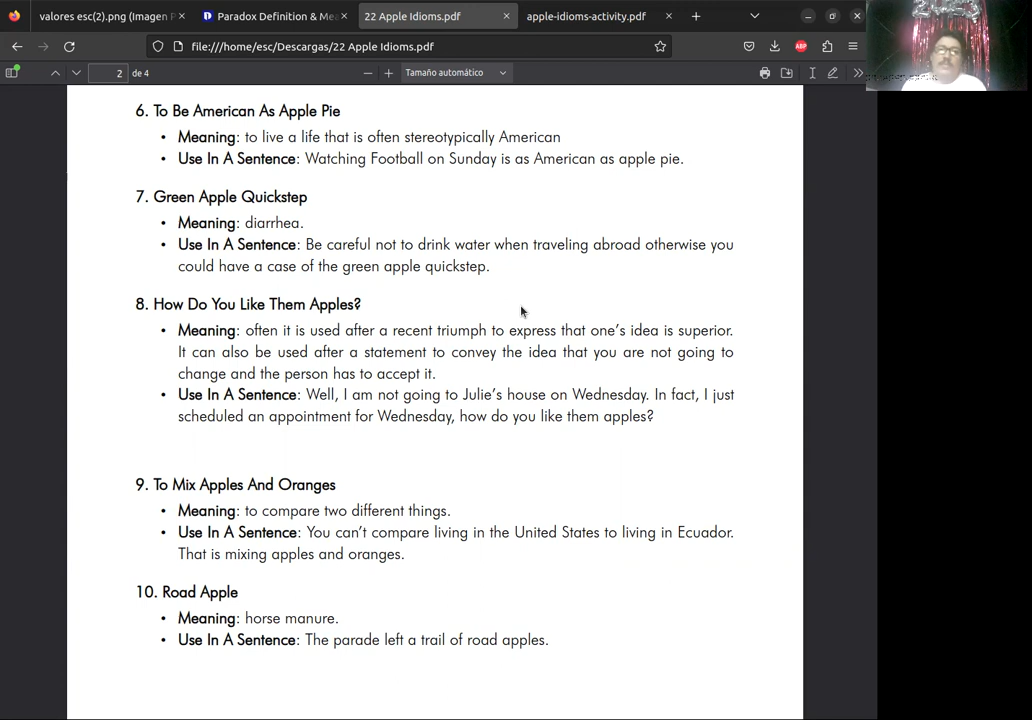 valores esc(2).png (Imagen P
Paradox Definition & Mea
22 Apple Idioms.pdf
apple-idioms-activity.pdf
file:///home/esc/Descargas/22 Apple Idioms.pdf
2 de 4
Tamaño automático
6. To Be American As Apple Pie
• Meaning: to live a life that is often stereotypically American
• Use In A Sentence: Watching Football on Sunday is as American as apple pie.
7. Green Apple Quickstep
• Meaning: diarrhea.
• Use In A Sentence: Be careful not to drink water when traveling abroad otherwise you
could have a case of the green apple quickstep.
8. How Do You Like Them Apples?
• Meaning: often it is used after a recent triumph to express that one's idea is superior.
It can also be used after a statement to convey the idea that you are not going to
change and the person has to accept it.
• Use In A Sentence: Well, I am not going to Julie's house on Wednesday. In fact, I just
scheduled an appointment for Wednesday, how do you like them apples?
9. To Mix Apples And Oranges
• Meaning: to compare two different things.
• Use In A Sentence: You can't compare living in the United States to living in Ecuador.
That is mixing apples and oranges.
10. Road Apple
• Meaning: horse manure.
• Use In A Sentence: The parade left a trail of road apples.